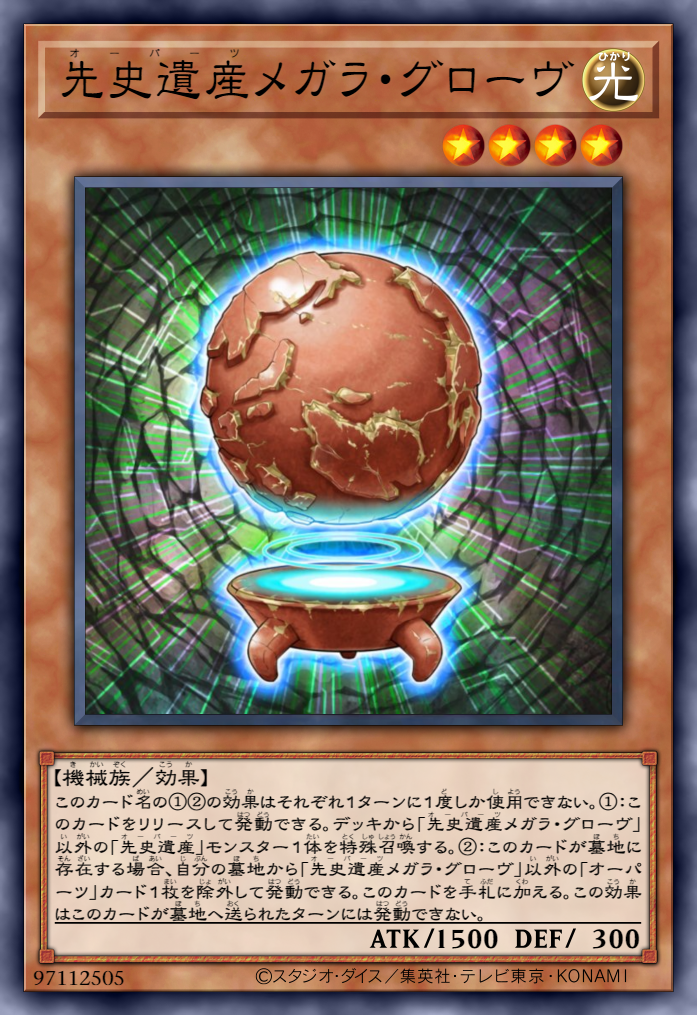 オーパーツ
先史遺産メガラ・グローヴ
ひかり
光
【機械族／効果】
このカード名の①②の効果はそれぞれ1ターンに1度しか使用できない。①：こ
のカードをリリースして発動できる。デッキから「先史遺産メガラ・グローヴ」
以外の「先史遺産」モンスター1体を特殊召喚する。②：このカードが墓地に
存在する場合、自分の墓地から「先史遺産メガラ・グローヴ」以外の「オーパ
ーツ」カード1枚を除外して発動できる。このカードを手札に加える。この効果
はこのカードが墓地へ送られたターンには発動できない。
ATK/1500 DEF/ 300
97112505 ©スタジオ・ダイス／集英社・テレビ東京・KONAMI